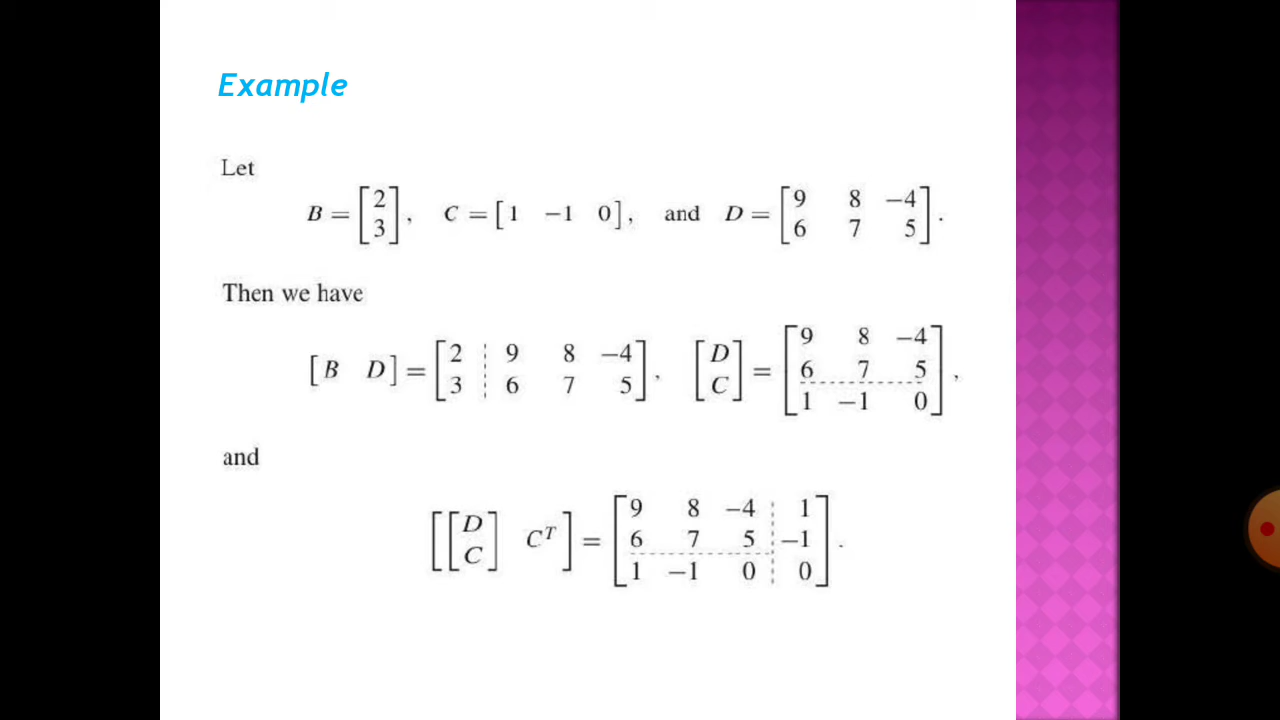 Example
Let
B = [2; 3], C = [1 −1 0], and D = [9 8 −4; 6 7 5].
Then we have
[B D] = [2 ¦ 9 8 −4; 3 ¦ 6 7 5], [D; C] = [9 8 −4; 6 7 5; 1 −1 0],
and
[[D; C] Cᵀ] = [9 8 −4 ¦ 1; 6 7 5 ¦ −1; 1 −1 0 ¦ 0].